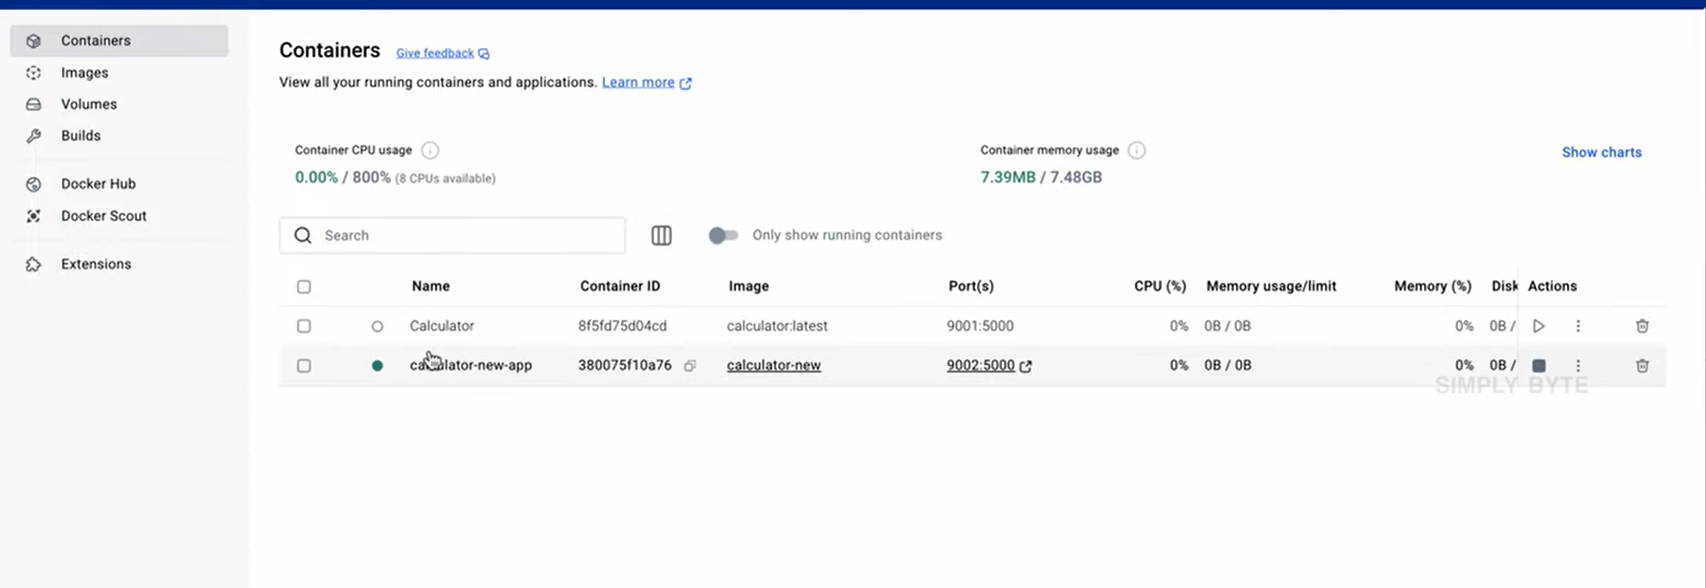 Containers
Images
Volumes
Builds
Docker Hub
Docker Scout
Extensions
Containers Give feedback
View all your running containers and applications. Learn more
Container CPU usage
0.00% / 800% (8 CPUs available)
Container memory usage
7.39MB / 7.48GB
Show charts
Search
Only show running containers
Name Container ID Image Port(s) CPU (%) Memory usage/limit Memory (%) Disk Actions
Calculator 8f5fd75d04cd calculator:latest 9001:5000 0% 0B / 0B 0% 0B /
calculator-new-app 380075f10a76 calculator-new 9002:5000 0% 0B / 0B 0% 0B /
SIMPLY BYTE